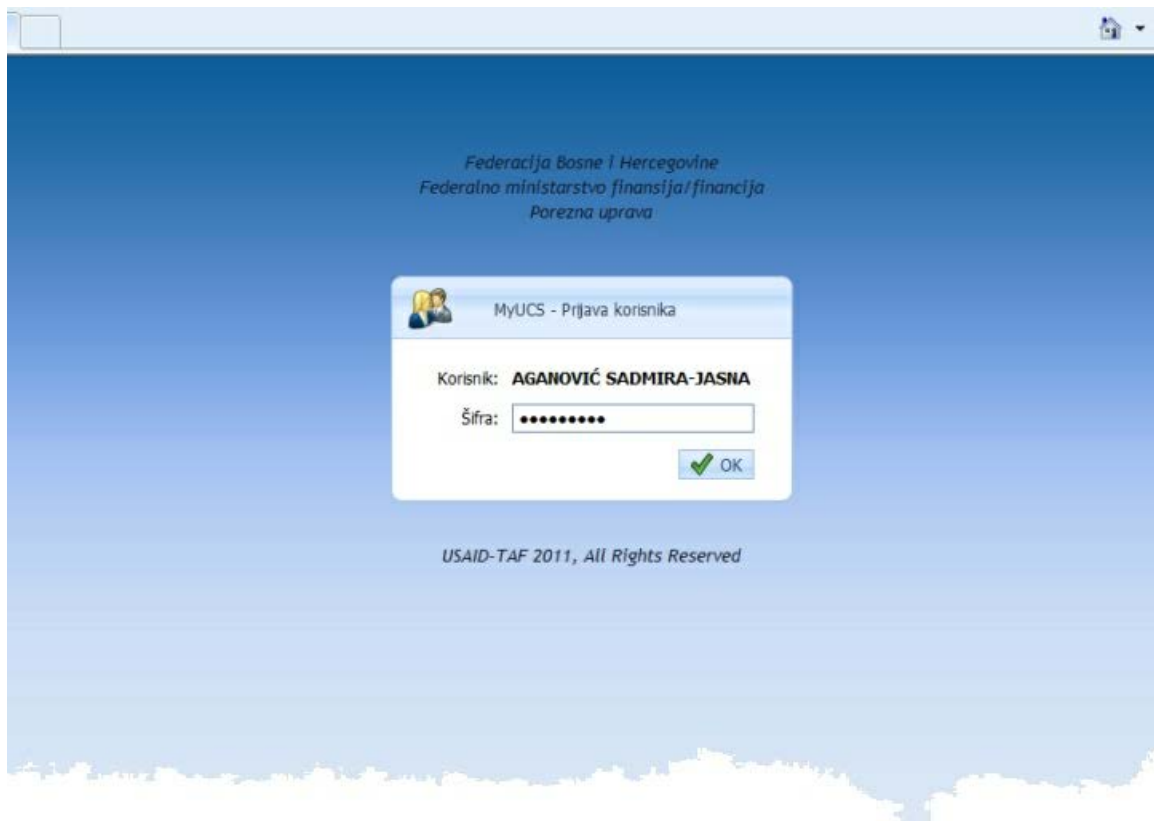 Federacija Bosne i Hercegovine
Federalno ministarstvo finansija/financija
Porezna uprava
MyUCS - Prijava korisnika
Korisnik: AGANOVIĆ SADMIRA-JASNA
Šifra: •••••••••
OK
USAID-TAF 2011, All Rights Reserved